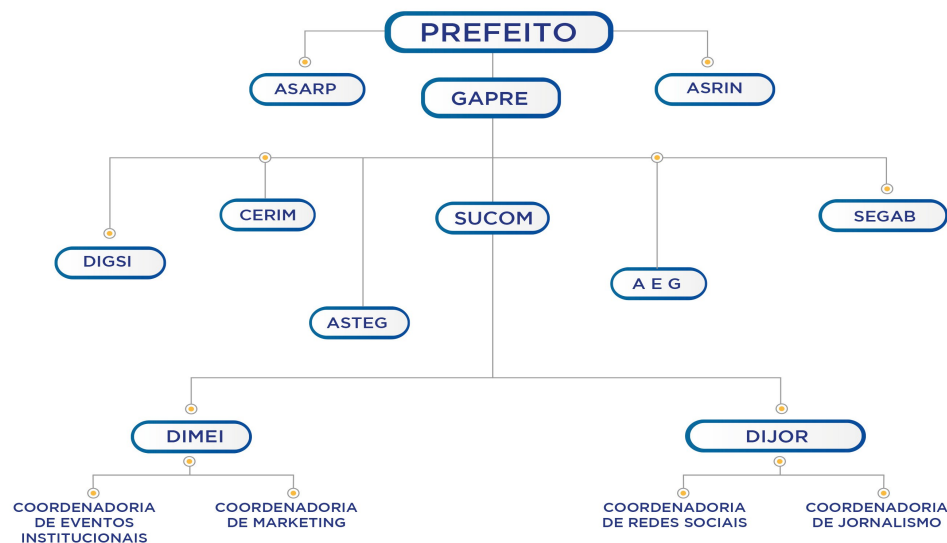 PREFEITO
ASARP
GAPRE
ASRIN
CERIM
SUCOM
SEGAB
DIGSI
A E G
ASTEG
DIMEI
DIJOR
COORDENADORIA
DE EVENTOS
INSTITUCIONAIS
COORDENADORIA
DE MARKETING
COORDENADORIA
DE REDES SOCIAIS
COORDENADORIA
DE JORNALISMO